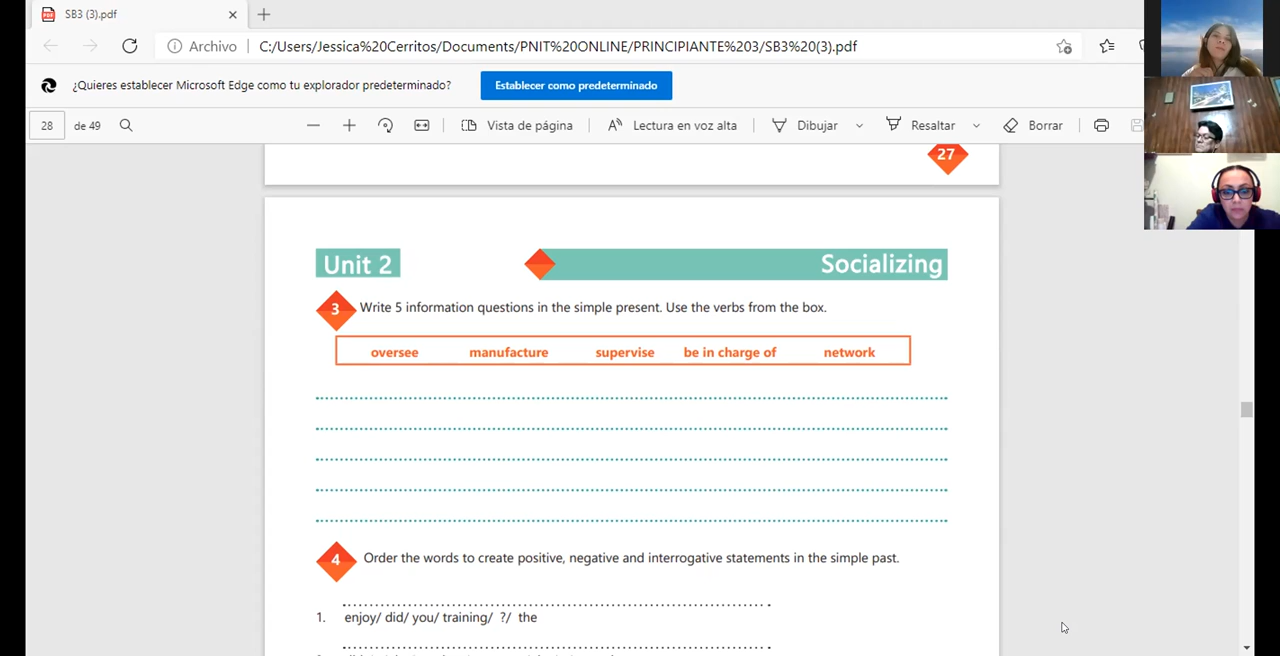 SB3 (3).pdf
Archivo C:/Users/Jessica%20Cerritos/Documents/PNIT%20ONLINE/PRINCIPIANTE%203/SB3%20(3).pdf
¿Quieres establecer Microsoft Edge como tu explorador predeterminado? Establecer como predeterminado
28 de 49 Vista de página Lectura en voz alta Dibujar Resaltar Borrar
27
Unit 2 Socializing
3 Write 5 information questions in the simple present. Use the verbs from the box.
oversee manufacture supervise be in charge of network
4 Order the words to create positive, negative and interrogative statements in the simple past.
1. enjoy/ did/ you/ training/ ?/ the